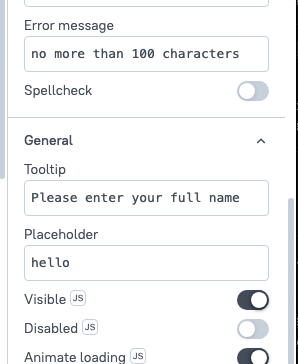 Error message
no more than 100 characters
Spellcheck
General
Tooltip
Please enter your full name
Placeholder
hello
Visible JS
Disabled JS
Animate loading JS